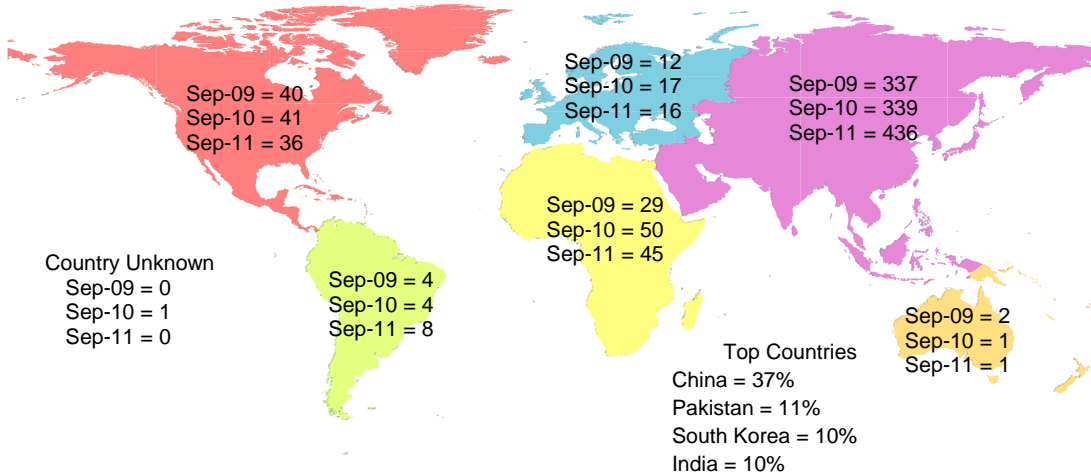 Sep-09 = 40
Sep-10 = 41
Sep-11 = 36
Sep-09 = 12
Sep-10 = 17
Sep-11 = 16
Sep-09 = 337
Sep-10 = 339
Sep-11 = 436
Sep-09 = 29
Sep-10 = 50
Sep-11 = 45
Country Unknown
Sep-09 = 0
Sep-10 = 1
Sep-11 = 0
Sep-09 = 4
Sep-10 = 4
Sep-11 = 8
Sep-09 = 2
Sep-10 = 1
Sep-11 = 1
Top Countries
China = 37%
Pakistan = 11%
South Korea = 10%
India = 10%